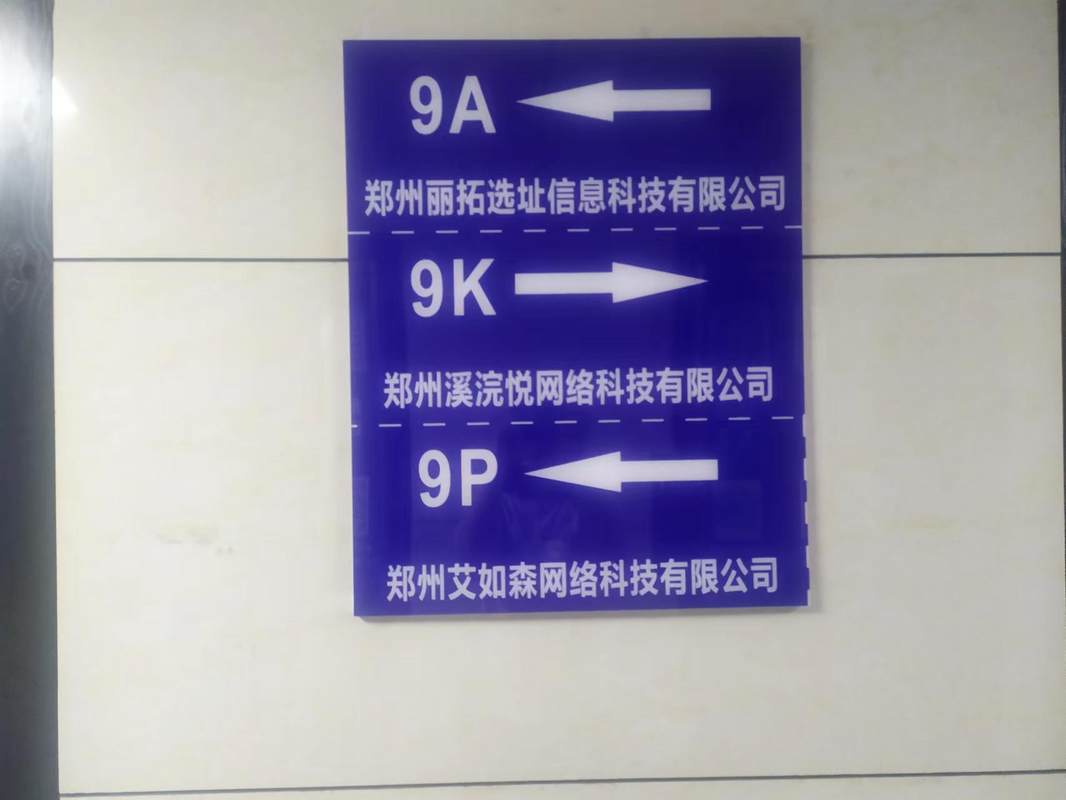 9A
郑州丽拓选址信息科技有限公司
9K
郑州溪浣悦网络科技有限公司
9P
郑州艾如森网络科技有限公司